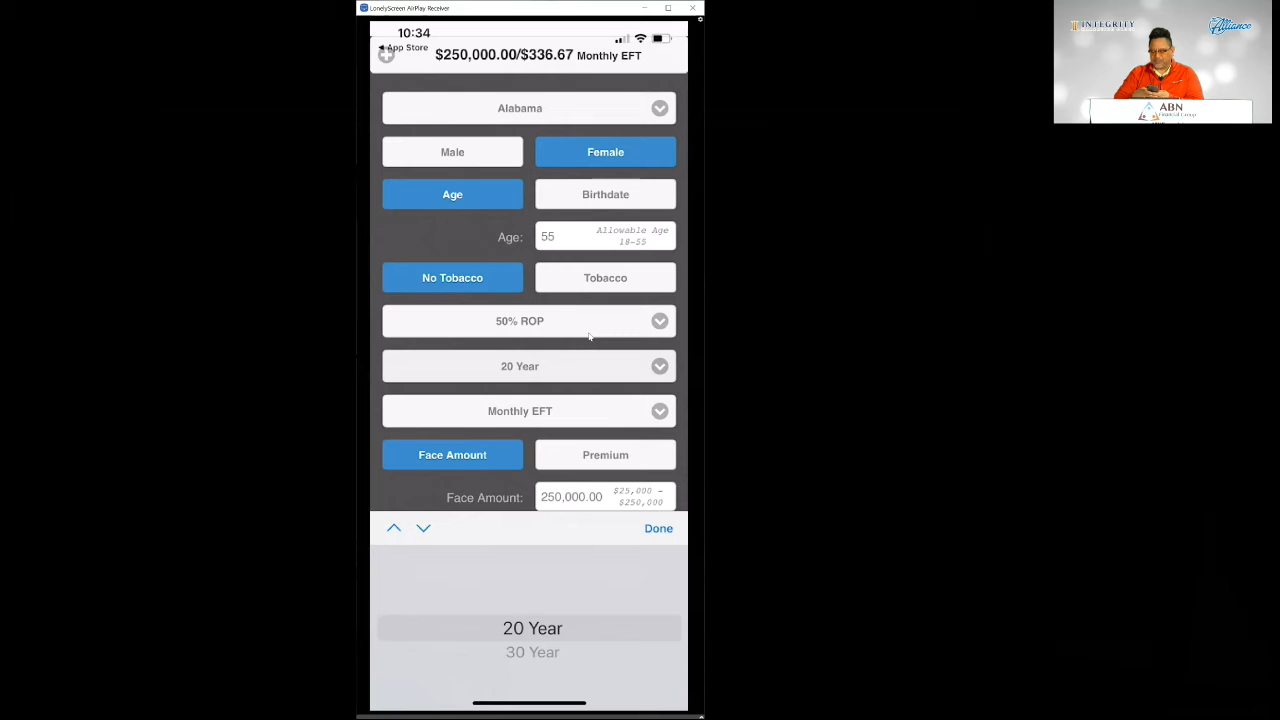 LonelyScreen AirPlay Receiver
10:34
App Store
$250,000.00/$336.67 Monthly EFT
Alabama
Male
Female
Age
Birthdate
Age:
55
Allowable Age
18-55
No Tobacco
Tobacco
50% ROP
20 Year
Monthly EFT
Face Amount
Premium
Face Amount:
250,000.00
$25,000 -
$250,000
Done
20 Year
30 Year
INTEGRITY
Alliance
ABN
Financial Group